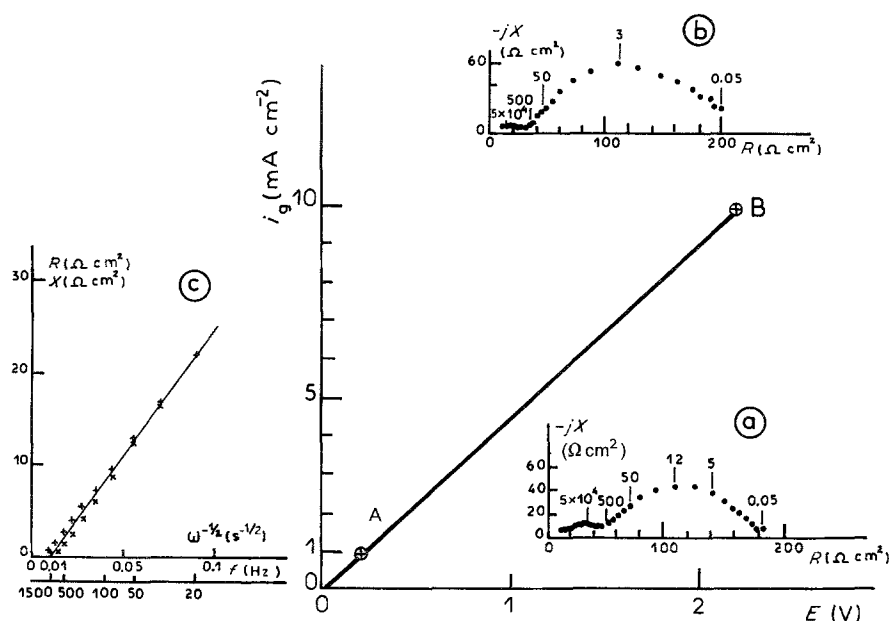 b
-jX
(Ω cm²)
60
0
5×10⁴
500
50
3
0.05
0
100
200
R(Ω cm²)
i_g (mA cm⁻²)
10
5
1
0
A
B
0
1
2
E (V)
a
-jX
(Ω cm²)
60
40
20
0
5×10⁴
500
50
12
5
0.05
0
100
200
R(Ω cm²)
c
R(Ω cm²)
X(Ω cm²)
30
20
10
0
ω^-½ (s^-1/2)
0 0.01 0.05 0.1
f (Hz)
1500 500 100 50 20